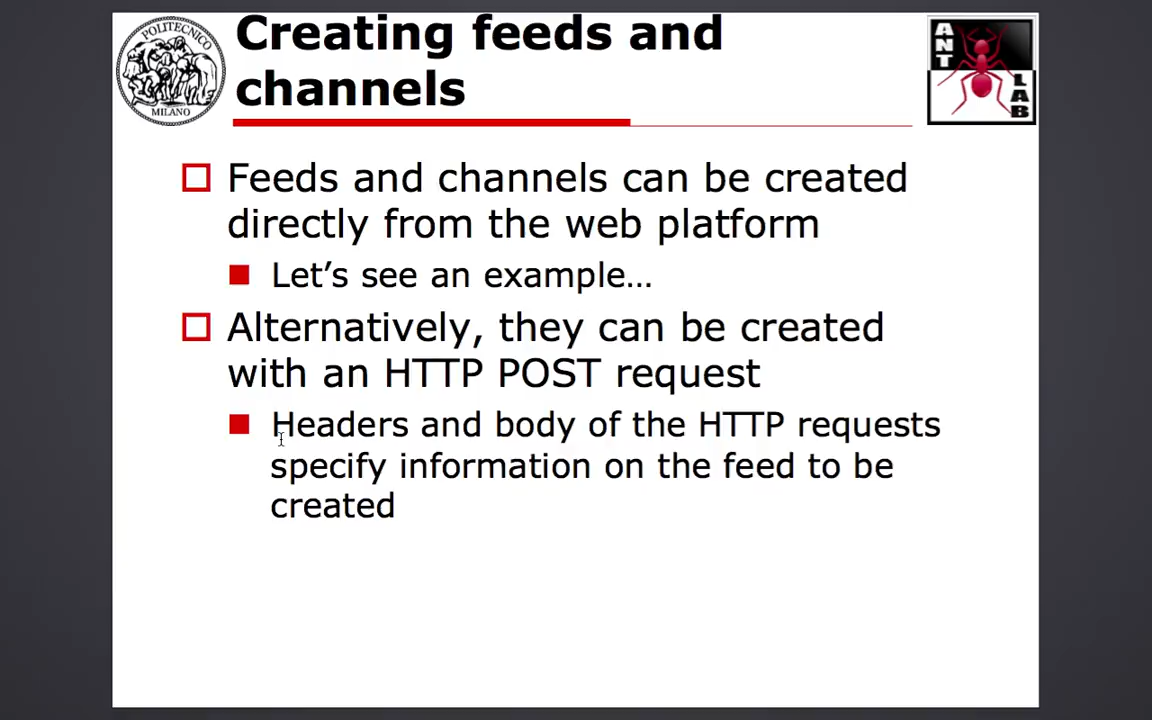 POLITECNICO
MILANO
Creating feeds and
channels
ANT
LAB
Feeds and channels can be created
directly from the web platform
Let’s see an example…
Alternatively, they can be created
with an HTTP POST request
Headers and body of the HTTP requests
specify information on the feed to be
created